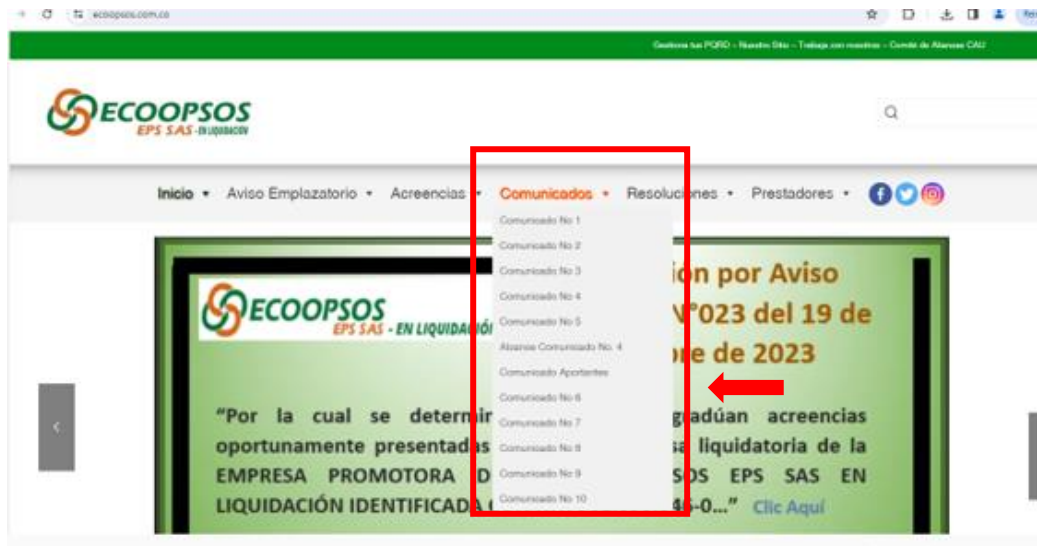 ecoopsos.com.co
Gestiona tus PQRD - Nuestro Sitio - Trabaja con nosotros - Comité de Alianzas CAU
ECOOPSOS
EPS SAS - EN LIQUIDACIÓN
Inicio Aviso Emplazatorio Acreencias Comunicados Resoluciones Prestadores
Comunicado No 1
Comunicado No 2
Comunicado No 3
Comunicado No 4
Comunicado No 5
Alcance Comunicado No. 4
Comunicado Aportantes
Comunicado No 6
Comunicado No 7
Comunicado No 8
Comunicado No 9
Comunicado No 10
ECOOPSOS
EPS SAS - EN LIQUIDACIÓN
ión por Aviso
N°023 del 19 de
bre de 2023
"Por la cual se determin gradúan acreencias
oportunamente presentadas sa liquidatoria de la
EMPRESA PROMOTORA D SOS EPS SAS EN
LIQUIDACIÓN IDENTIFICADA 46-0..." Clic Aquí